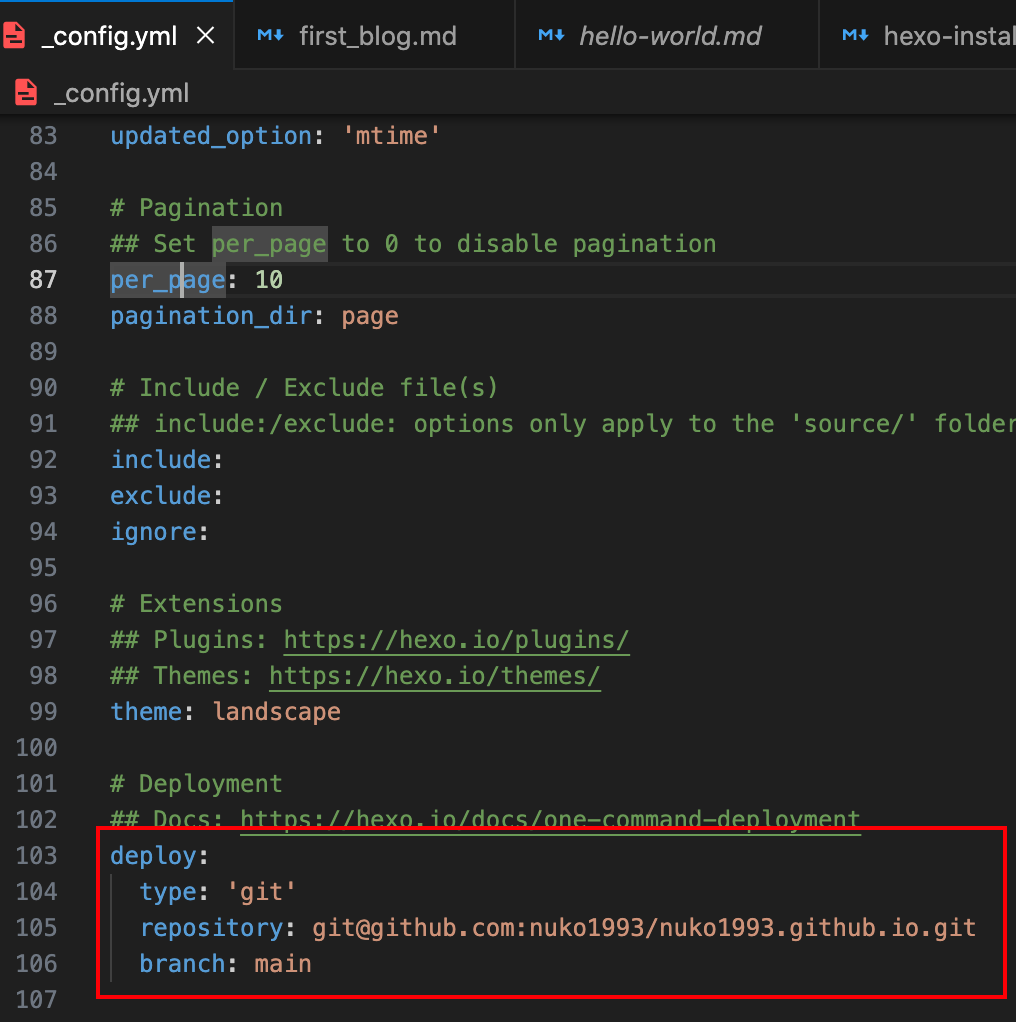 _config.yml
first_blog.md
hello-world.md
hexo-instal
_config.yml
83 updated_option: 'mtime'
84
85 # Pagination
86 ## Set per_page to 0 to disable pagination
87 per_page: 10
88 pagination_dir: page
89
90 # Include / Exclude file(s)
91 ## include:/exclude: options only apply to the 'source/' folder
92 include:
93 exclude:
94 ignore:
95
96 # Extensions
97 ## Plugins: https://hexo.io/plugins/
98 ## Themes: https://hexo.io/themes/
99 theme: landscape
100
101 # Deployment
102 ## Docs: https://hexo.io/docs/one-command-deployment
103 deploy:
104   type: 'git'
105   repository: git@github.com:nuko1993/nuko1993.github.io.git
106   branch: main
107